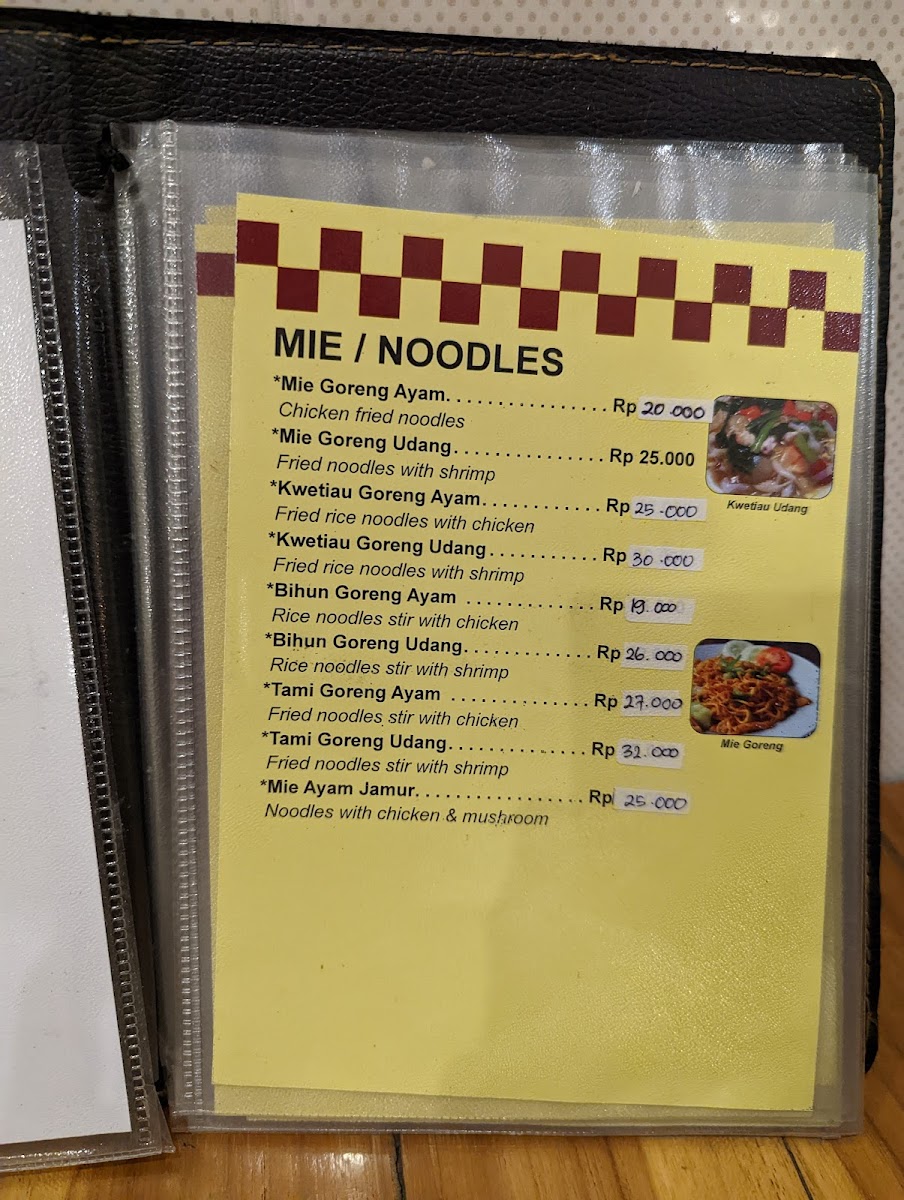 MIE / NOODLES
*Mie Goreng Ayam................ Rp 20.000
Chicken fried noodles
*Mie Goreng Udang............... Rp 25.000
Fried noodles with shrimp
*Kwetiau Goreng Ayam............ Rp 25.000
Fried rice noodles with chicken
*Kwetiau Goreng Udang........... Rp 30.000
Fried rice noodles with shrimp
*Bihun Goreng Ayam ............. Rp 19.000
Rice noodles stir with chicken
*Bihun Goreng Udang............. Rp 26.000
Rice noodles stir with shrimp
*Tami Goreng Ayam .............. Rp 27.000
Fried noodles stir with chicken
*Tami Goreng Udang.............. Rp 32.000
Fried noodles stir with shrimp
*Mie Ayam Jamur................. Rp 25.000
Noodles with chicken & mushroom
Kwetiau Udang
Mie Goreng